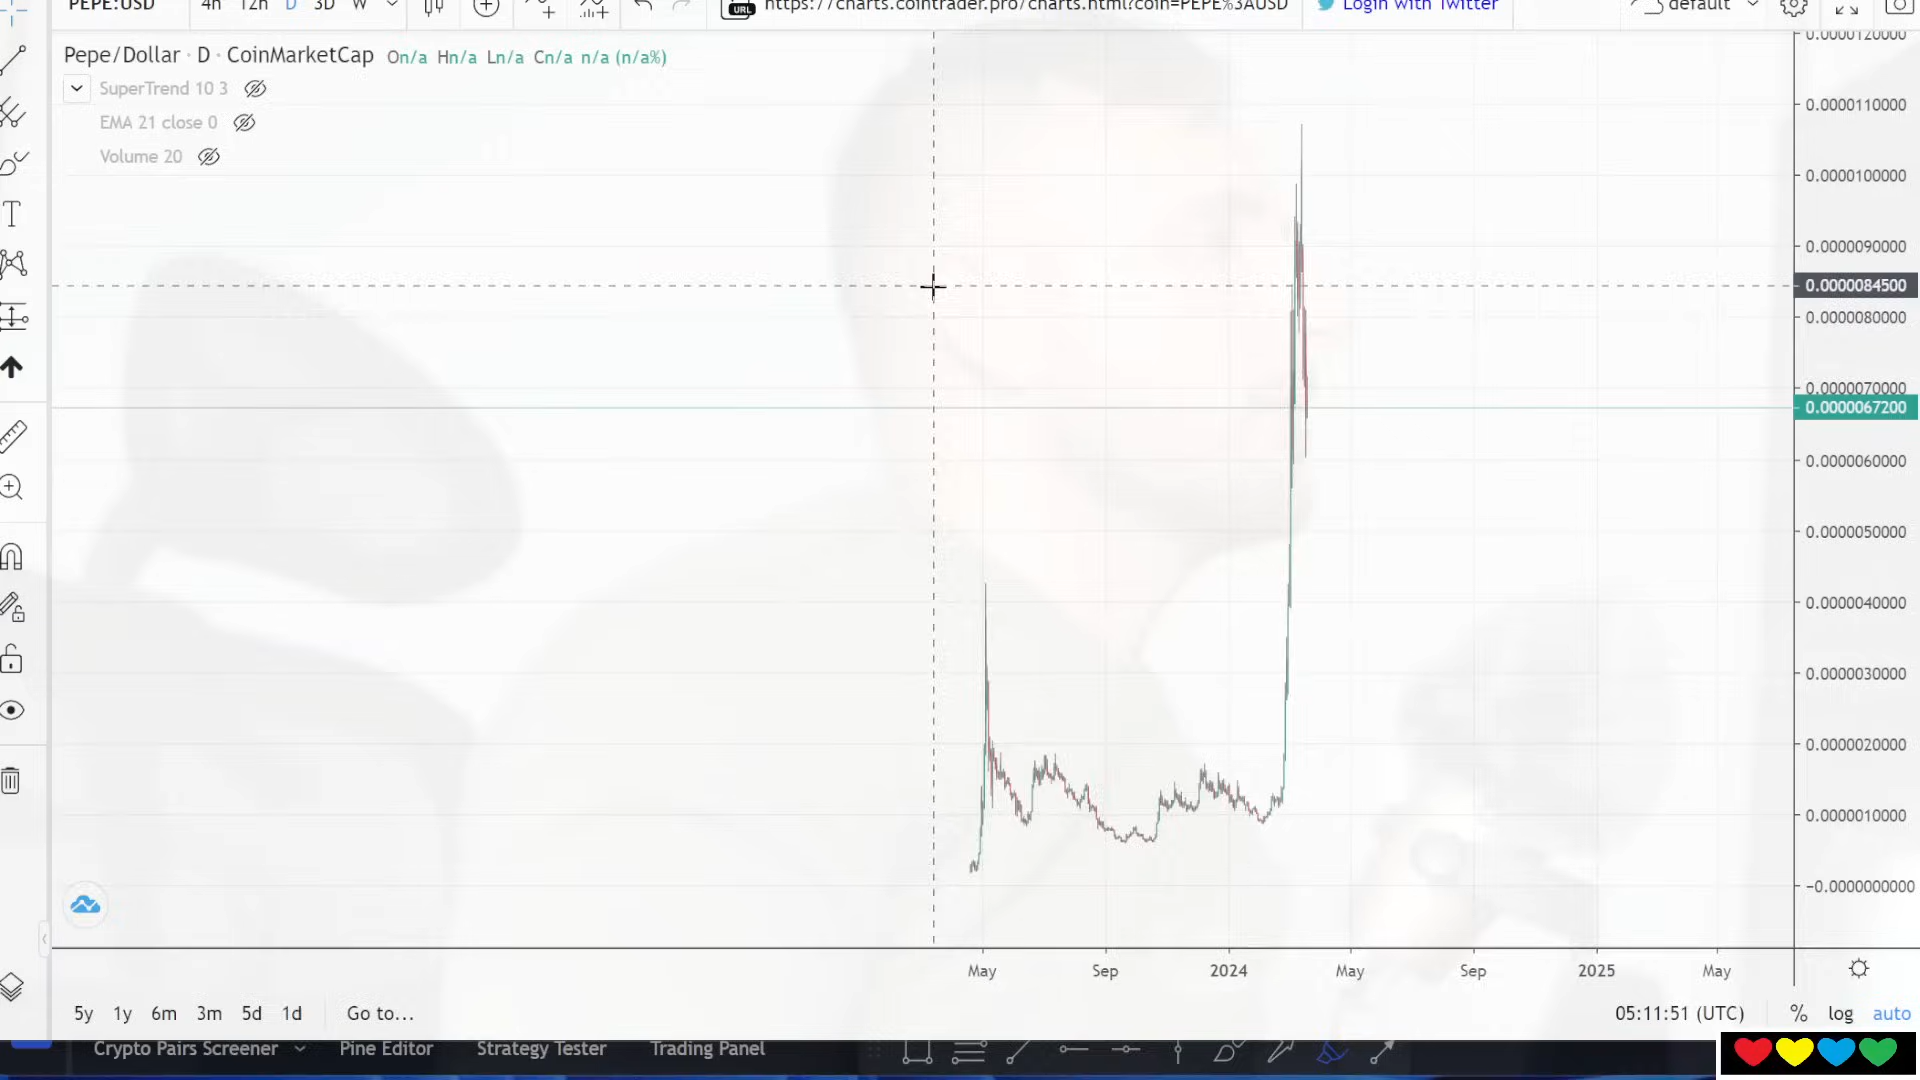 PEPE:USD 4h 12h D 3D W URL https://charts.cointrader.pro/charts.html?coin=PEPE%3AUSD Login with Twitter default
Pepe/Dollar · D · CoinMarketCap On/a Hn/a Ln/a Cn/a n/a (n/a%)
SuperTrend 10 3
EMA 21 close 0
Volume 20
T
0.0000120000
0.0000110000
0.0000100000
0.0000090000
0.0000084500
0.0000080000
0.0000070000
0.0000067200
0.0000060000
0.0000050000
0.0000040000
0.0000030000
0.0000020000
0.0000010000
-0.0000000000
May Sep 2024 May Sep 2025 May
5y 1y 6m 3m 5d 1d Go to... 05:11:51 (UTC) % log auto
Crypto Pairs Screener Pine Editor Strategy Tester Trading Panel